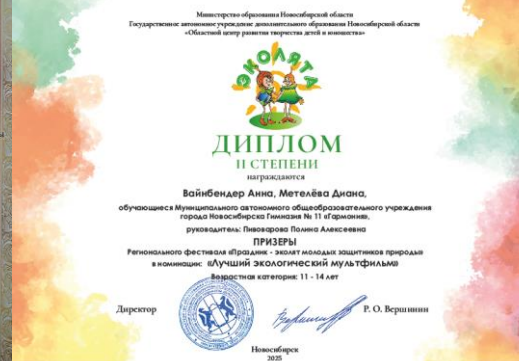 Министерство образования Новосибирской области
Государственное автономное учреждение дополнительного образования Новосибирской области
«Областной центр развития творчества детей и юношества»
ЭКОЛЯТА
ДИПЛОМ
II СТЕПЕНИ
награждаются
Вайнбендер Анна, Метелёва Диана,
обучающиеся Муниципального автономного общеобразовательного учреждения
города Новосибирска Гимназия № 11 «Гармония»,
руководитель: Пивоварова Полина Алексеевна
ПРИЗЕРЫ
Регионального фестиваля «Праздник - эколят молодых защитников природы»
в номинации: «Лучший экологический мультфильм»
Возрастная категория: 11 - 14 лет
Директор
Р. О. Вершинин
Новосибирск
2025